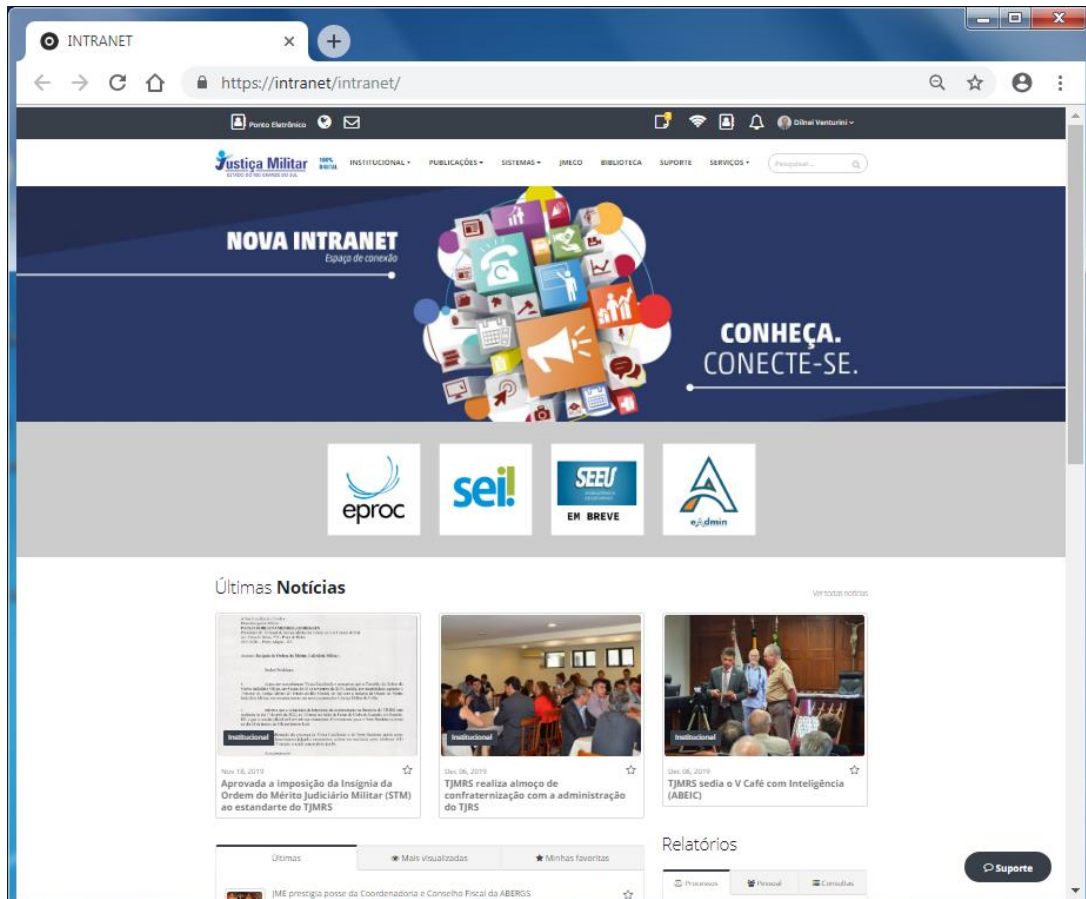 INTRANET
https://intranet/intranet/
Ponto Eletrônico
Dilnei Venturini
Justiça Militar
ESTADO DO RIO GRANDE DO SUL
100%
DIGITAL
INSTITUCIONAL
PUBLICAÇÕES
SISTEMAS
JMECO
BIBLIOTECA
SUPORTE
SERVIÇOS
Pesquisar...
NOVA INTRANET
Espaço de conexão
CONHEÇA.
CONECTE-SE.
eproc
sei!
SEEU
EM BREVE
eAdmin
Últimas Notícias
Ver todas notícias
Institucional
Nov 18, 2019
Aprovada a imposição da Insígnia da
Ordem do Mérito Judiciário Militar (STM)
ao estandarte do TJMRS
Institucional
Dec 06, 2019
TJMRS realiza almoço de
confraternização com a administração
do TJRS
Institucional
Dec 06, 2019
TJMRS sedia o V Café com Inteligência
(ABEIC)
Últimas
Mais visualizadas
Minhas favoritas
JME prestigia posse da Coordenadoria e Conselho Fiscal da ABERGS
Relatórios
Processos
Pessoal
Consultas
Suporte